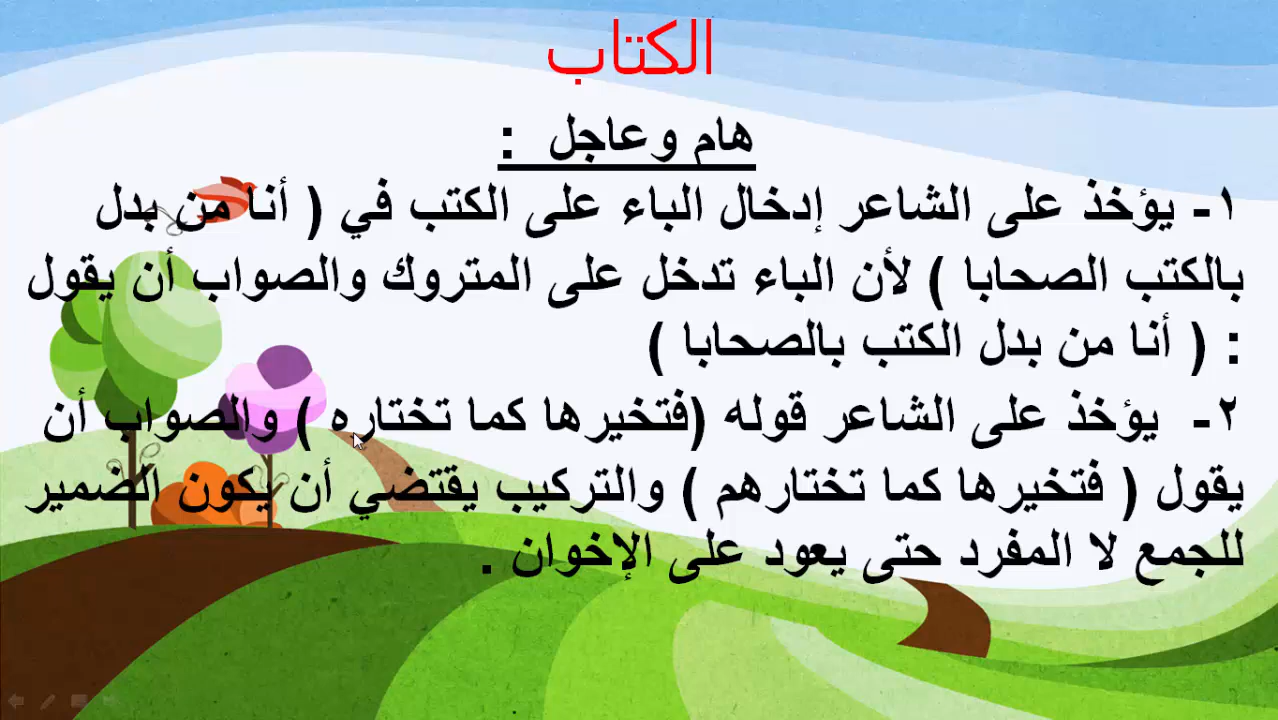 الكتاب
هام وعاجل :
١- يؤخذ على الشاعر إدخال الباء على الكتب في ( أنا من بدل
بالكتب الصحابا ) لأن الباء تدخل على المتروك والصواب أن يقول
: ( أنا من بدل الكتب بالصحابا )
٢- يؤخذ على الشاعر قوله (فتخيرها كما تختاره ) والصواب أن
يقول ( فتخيرها كما تختارهم ) والتركيب يقتضي أن يكون الضمير
للجمع لا المفرد حتى يعود على الإخوان .